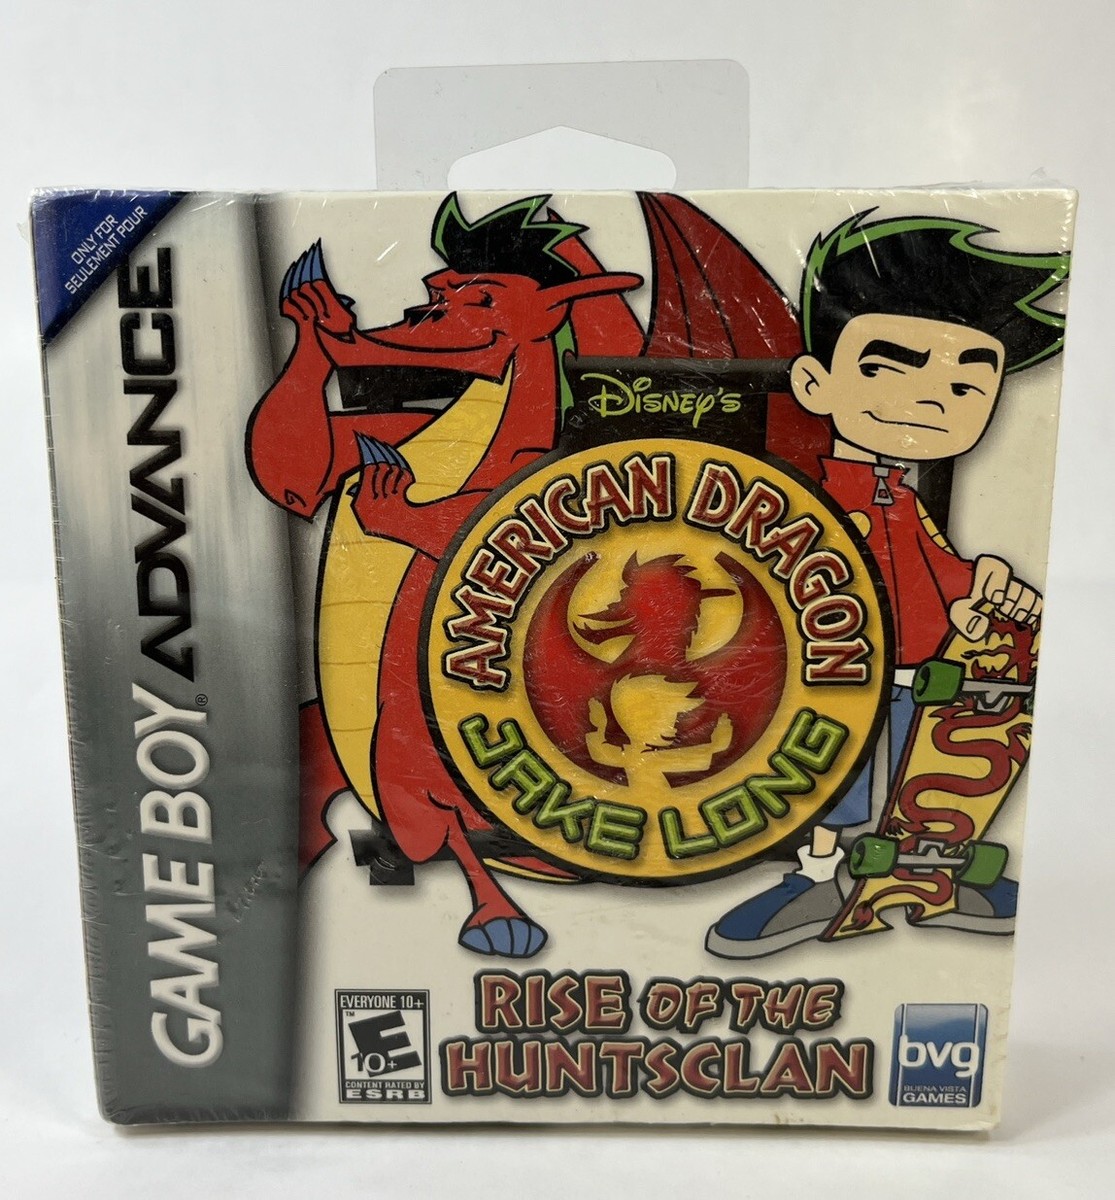 ONLY FOR
SEULEMENT POUR
GAME BOY ADVANCE®
DISNEY'S
AMERICAN DRAGON
JAKE LONG
RISE OF THE
HUNTSCLAN
EVERYONE 10+
™
E
10+
CONTENT RATED BY
ESRB
bvg
BUENA VISTA
GAMES